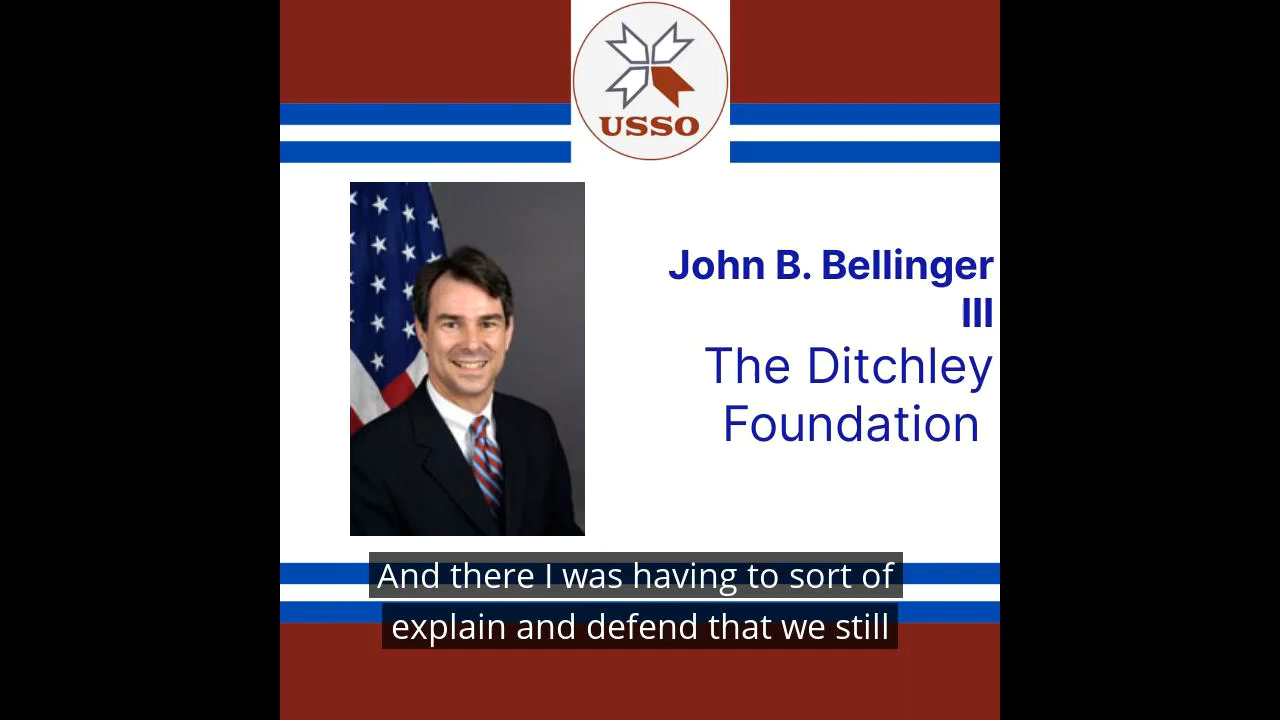 USSO
John B. Bellinger
III
The Ditchley
Foundation
And there I was having to sort of
explain and defend that we still